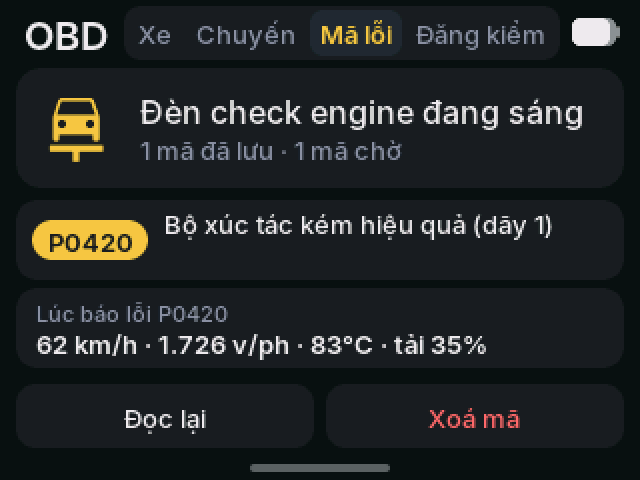 OBD Xe Chuyến Mã lỗi Đăng kiểm
Đèn check engine đang sáng
1 mã đã lưu · 1 mã chờ
P0420 Bộ xúc tác kém hiệu quả (dãy 1)
Lúc báo lỗi P0420
62 km/h · 1.726 v/ph · 83°C · tải 35%
Đọc lại Xoá mã